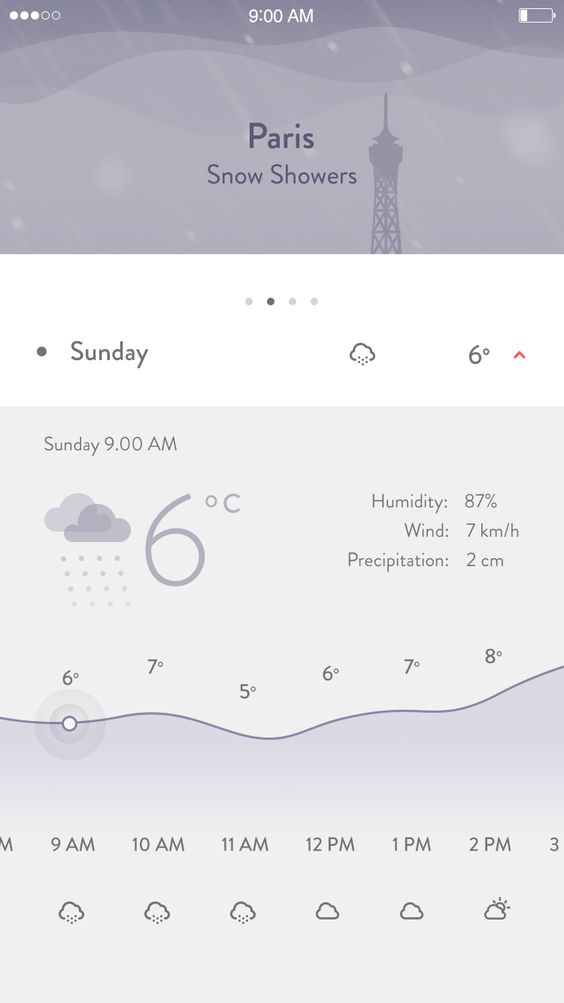 9:00 AM
Paris
Snow Showers
Sunday
6°
Sunday 9.00 AM
6 °C
Humidity: 87%
Wind: 7 km/h
Precipitation: 2 cm
6° 7° 5° 6° 7° 8°
M 9 AM 10 AM 11 AM 12 PM 1 PM 2 PM 3